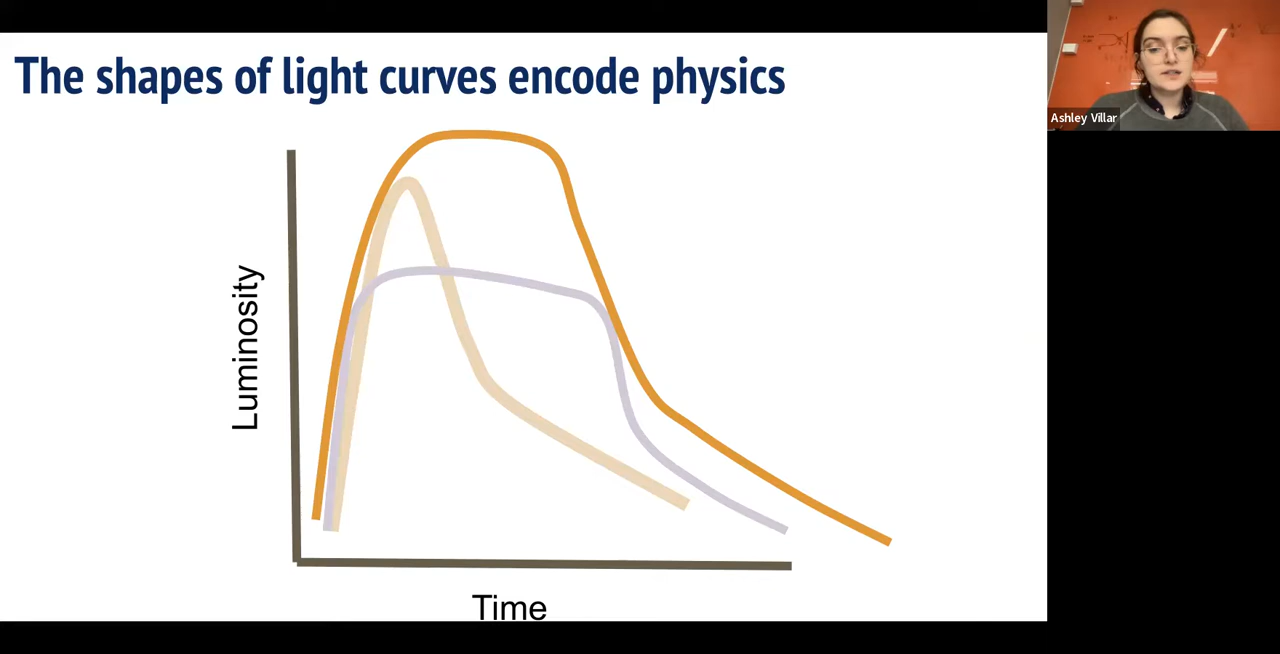 The shapes of light curves encode physics
Ashley Villar
Luminosity
Time